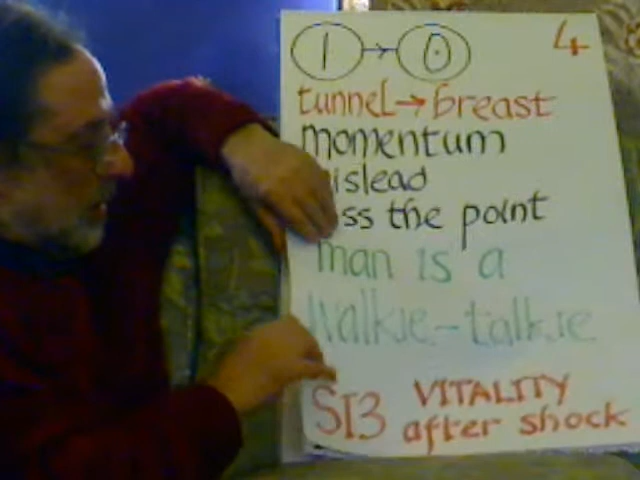 1 → 0 4
tunnel → breast
momentum
islead
ss the point
man is a
walkie-talkie
SI3 VITALITY
after shock